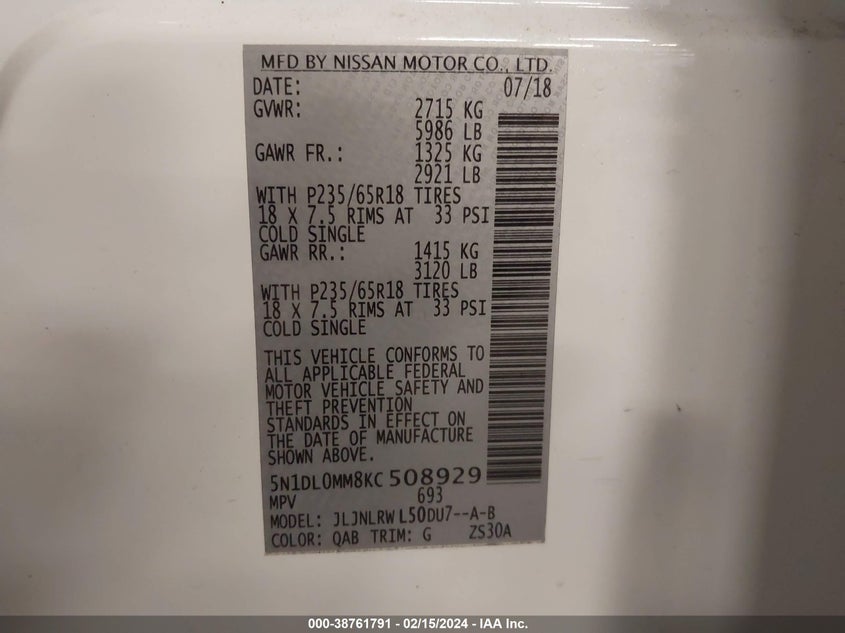 MFD BY NISSAN MOTOR CO., LTD.
DATE: 07/18
GVWR: 2715 KG
5986 LB
GAWR FR.: 1325 KG
2921 LB
WITH P235/65R18 TIRES
18 X 7.5 RIMS AT 33 PSI
COLD SINGLE
GAWR RR.: 1415 KG
3120 LB
WITH P235/65R18 TIRES
18 X 7.5 RIMS AT 33 PSI
COLD SINGLE
THIS VEHICLE CONFORMS TO
ALL APPLICABLE FEDERAL
MOTOR VEHICLE SAFETY AND
THEFT PREVENTION
STANDARDS IN EFFECT ON
THE DATE OF MANUFACTURE
SHOWN ABOVE.
5N1DL0MM8KC 508929
MPV 693
MODEL: JLJNLRW L50DU7--A-B
COLOR: QAB TRIM: G ZS30A
000-38761791 - 02/15/2024 - IAA Inc.